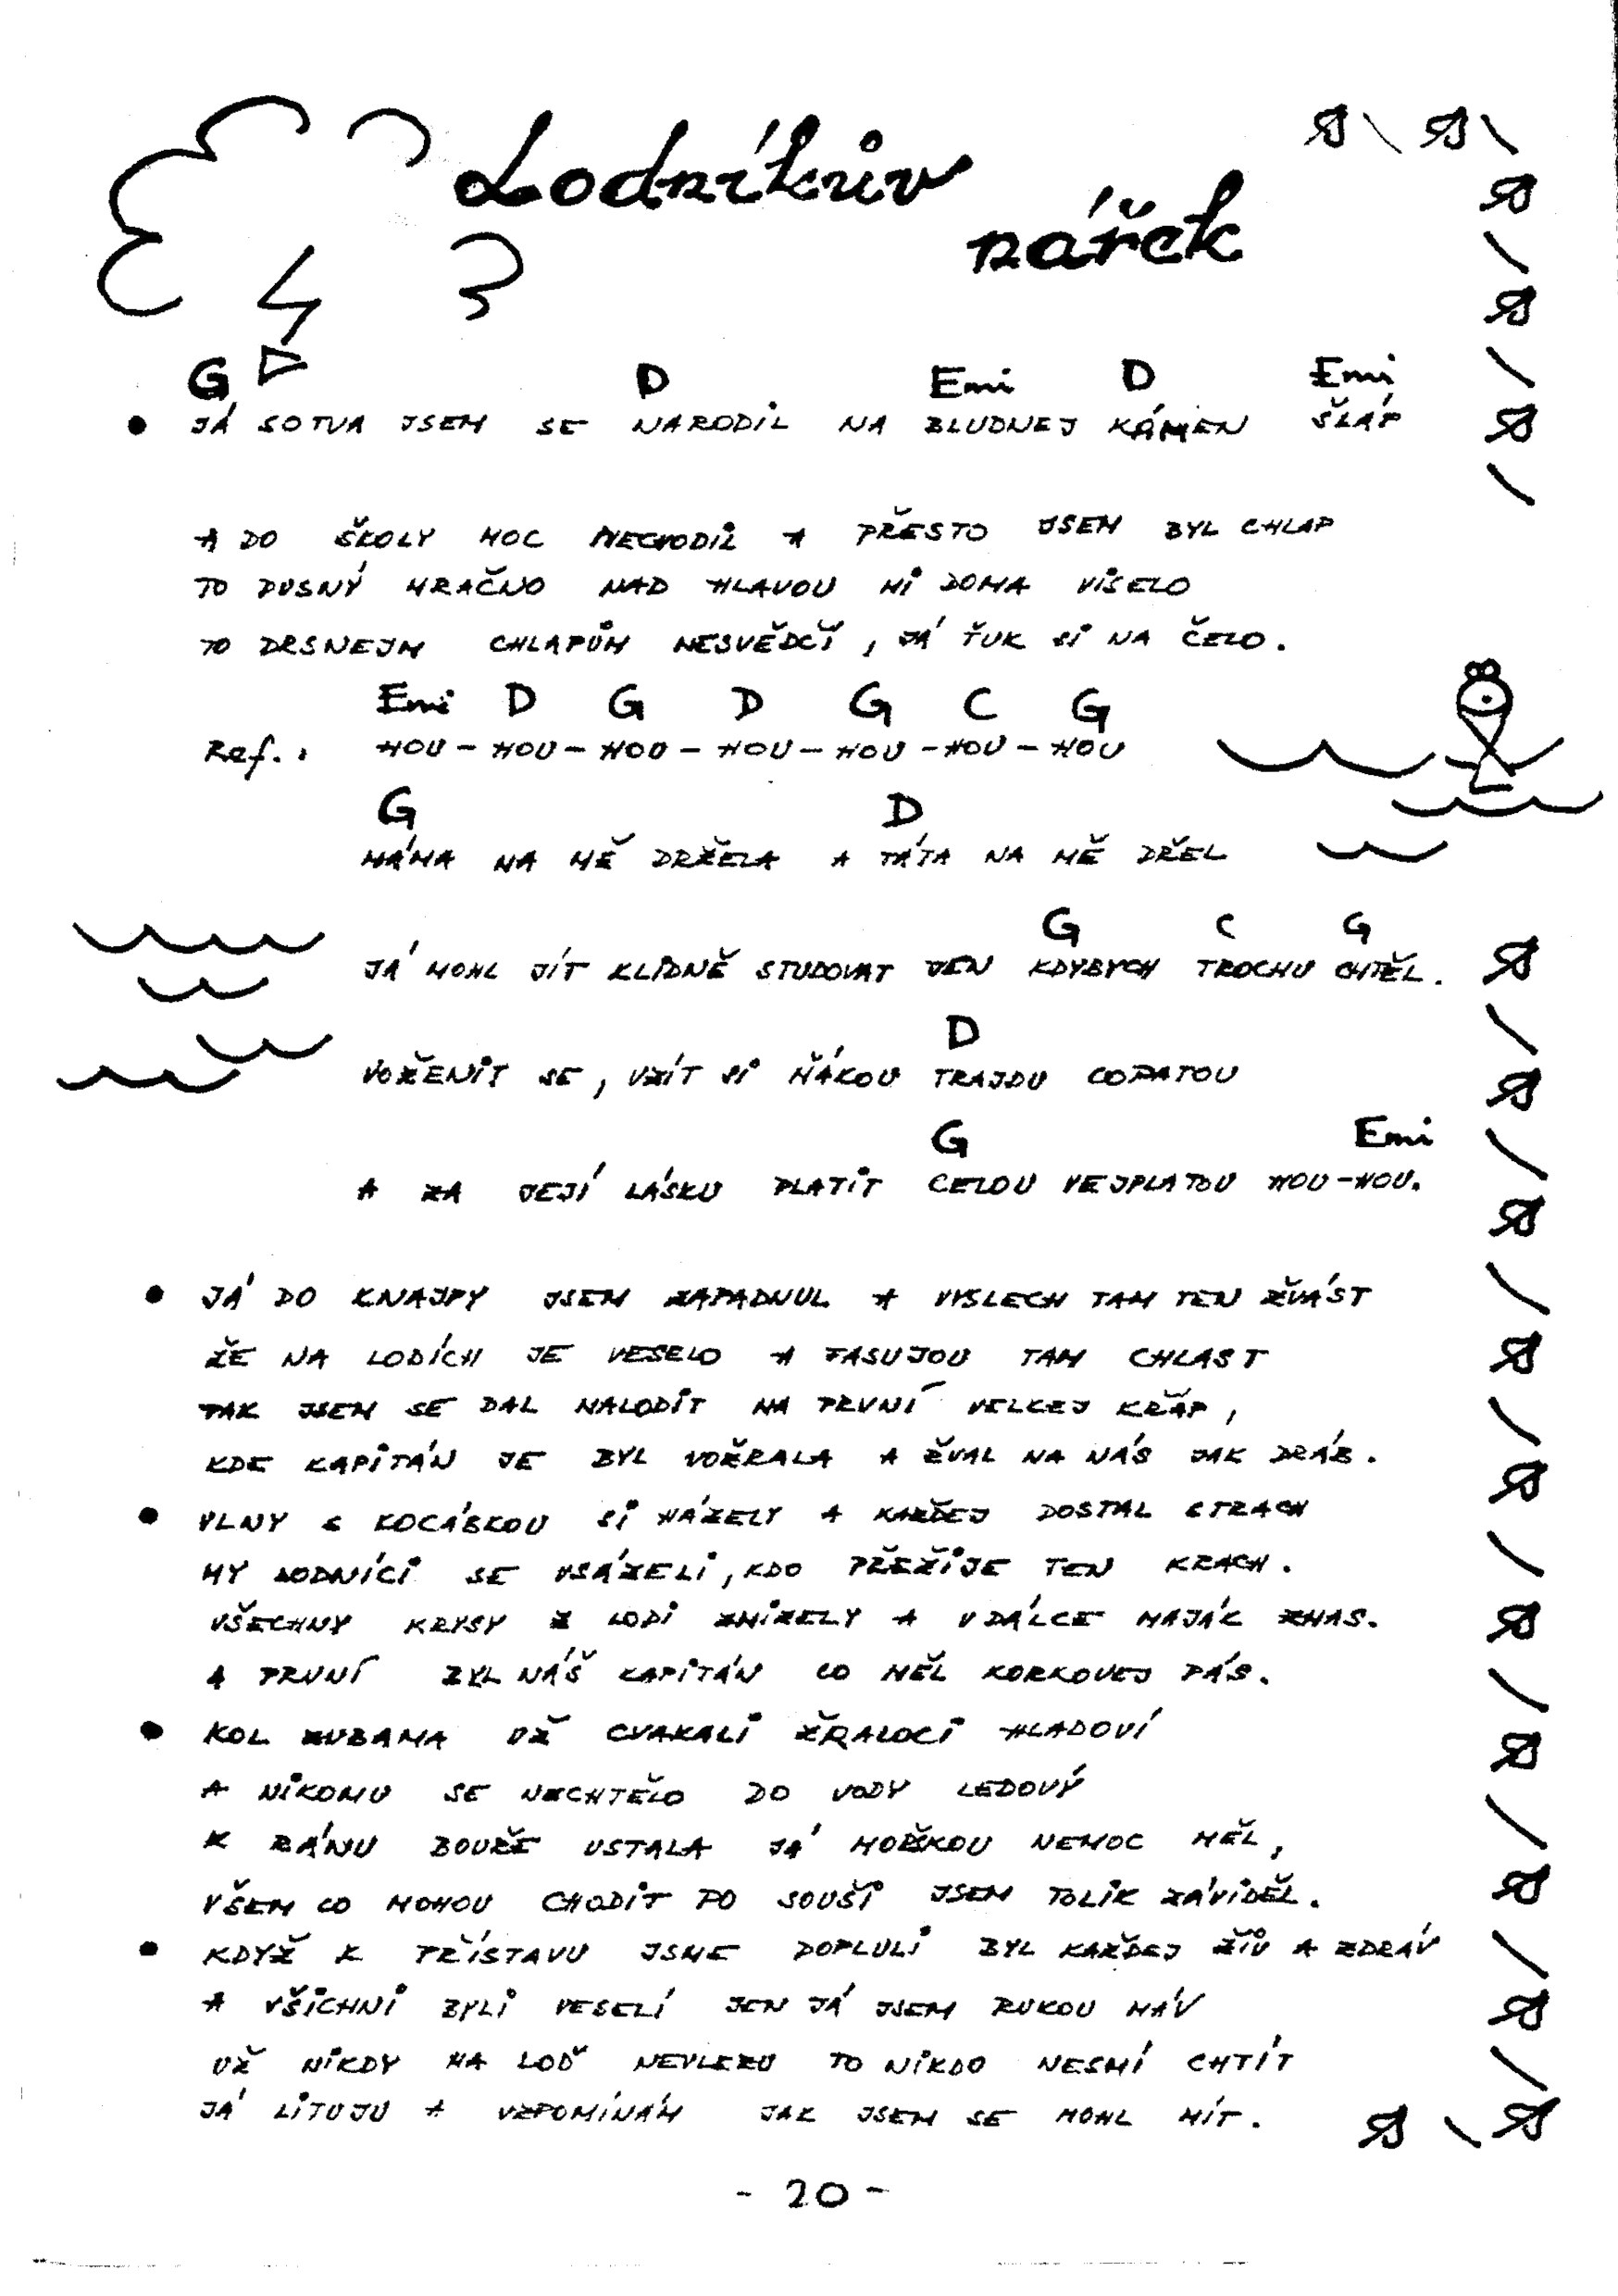 Lodníkův
nářek
G D Emi D Emi
• JÁ SOTVA JSEM SE NARODIL NA BLUDNEJ KÁMEN ŠLÁP
A DO ŠKOLY MOC NECHODIL A PŘESTO JSEM BYL CHLAP
TO DUSNÝ MRAČNO NAD HLAVOU MI DOMA VISELO
TO DRSNEJM CHLAPŮM NESVĚDČÍ, JÁ ŤUK SI NA ČELO.
Emi D G D G C G
Ref.: HOU - HOU - HOU - HOU - HOU - HOU - HOU
G D
MÁMA NA MĚ DRŽELA A TÁTA NA MĚ DŘEL
G C G
JÁ MOHL JÍT KLIDNĚ STUDOVAT JEN KDYBYCH TROCHU CHTĚL.
D
VOŽENIT SE, VZÍT SI ŇÁKOU TRAJDU COPATOU
G Emi
A ZA JEJÍ LÁSKU PLATIT CELOU VEJPLATOU HOU-HOU.
• JÁ DO KNAJPY JSEM ZAPADNUL A VYSLECH TAM TEN ŽVÁST
ŽE NA LODÍCH JE VESELO A FASUJOU TAM CHLAST
TAK JSEM SE DAL NALODIT NA PRVNÍ VELKEJ KŘÁP,
KDE KAPITÁN JE BYL VOŽRALA A ŘVAL NA NÁS JAK DRÁB.
• VLNY S KOCÁBKOU SI HÁZELY A KAŽDEJ DOSTAL STRACH
MY LODNÍCI SE VSÁZELI, KDO PŘEŽIJE TEN KRACH.
VŠECHNY KRYSY Z LODI ZMIZELY A V DÁLCE MAJÁK ZHAS.
A PRVNÍ BYL NÁŠ KAPITÁN CO MĚL KORKOVEJ PÁS.
• KOL ZUBAMA UŽ CVAKALI ŽRALOCI HLADOVÍ
A NIKOMU SE NECHTĚLO DO VODY LEDOVÝ
K RÁNU BOUŘE USTALA JÁ MOŘSKOU NEMOC MĚL,
VŠEM CO MOHOU CHODIT PO SOUŠI JSEM TOLIK ZÁVIDĚL.
• KDYŽ K PŘÍSTAVU JSME DOPLULI BYL KAŽDEJ ŽIV A ZDRÁV
A VŠICHNI BYLI VESELÍ JEN JÁ JSEM RUKOU MÁV
UŽ NIKDY NA LOĎ NEVLEZU TO NIKDO NESMÍ CHTÍT
JÁ LITUJU A VZPOMÍNÁM JAK JSEM SE MOHL MÍT.
- 20 -